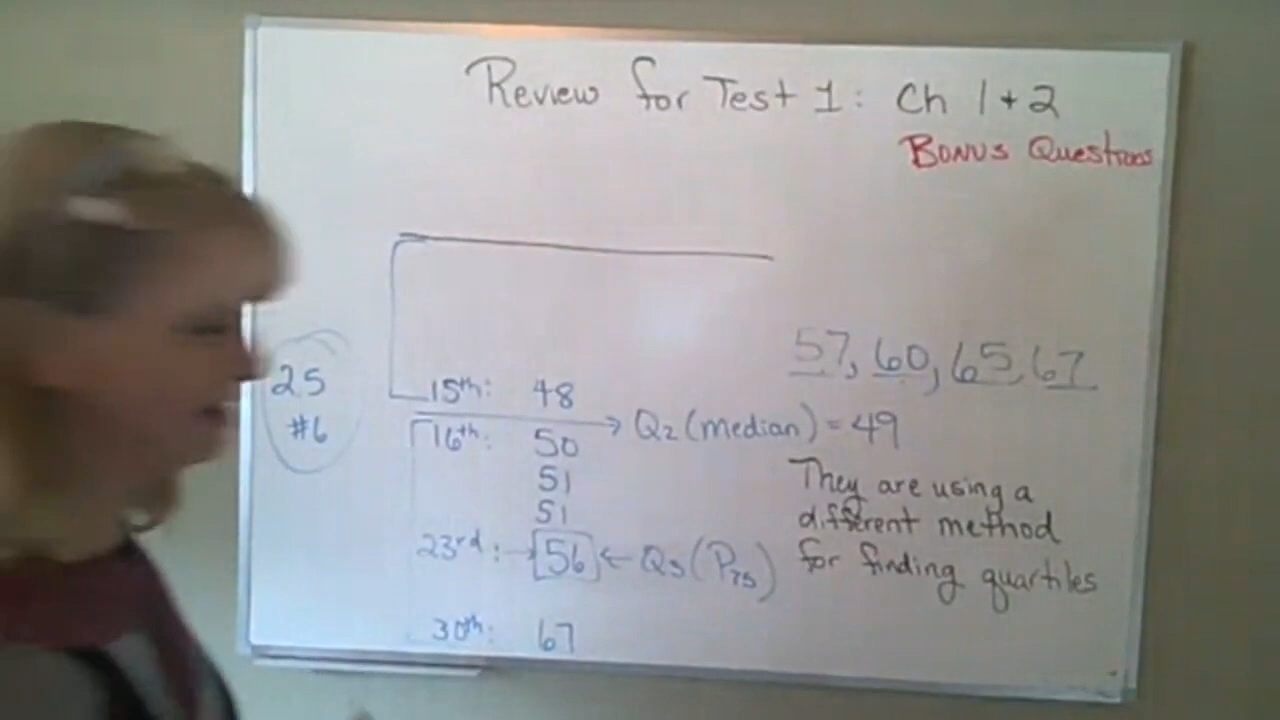 Review for Test 1: Ch 1 + 2
BONUS Questions
57, 60, 65, 67
25
#6
15th: 48
→ Q2 (median) = 49
16th: 50
51
51
23rd: → 56 ← Q3 (P75)
30th: 67
They are using a
different method
for finding quartiles